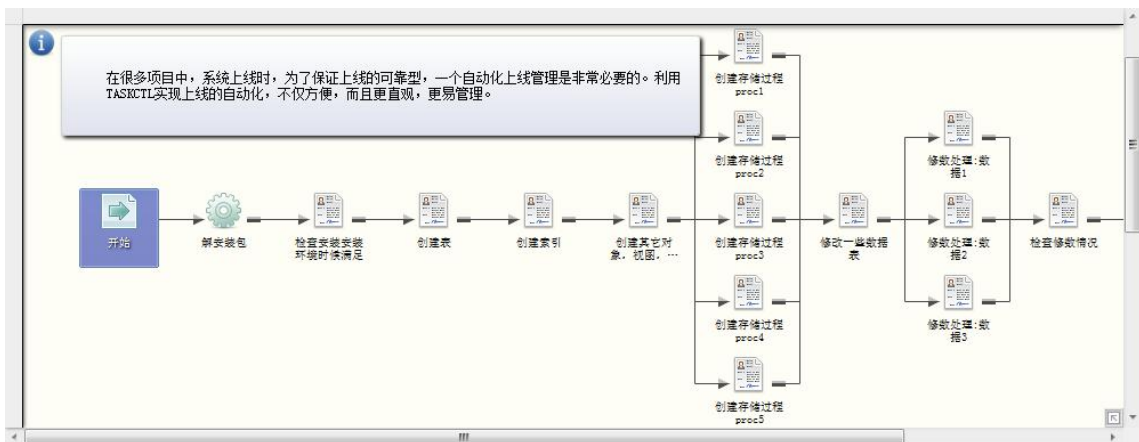 在很多项目中，系统上线时，为了保证上线的可靠型，一个自动化上线管理是非常必要的。利用
TASKCTL实现上线的自动化，不仅方便，而且更直观，更易管理。
创建存储过程
proc1
创建存储过程
proc2
修数处理:数
据1
开始
解安装包
检查安装安装
环境时候满足
创建表
创建索引
创建其它对
象，视图，…
创建存储过程
proc3
修改一些数据
表
修数处理:数
据2
检查修数情况
创建存储过程
proc4
修数处理:数
据3
创建存储过程
proc5